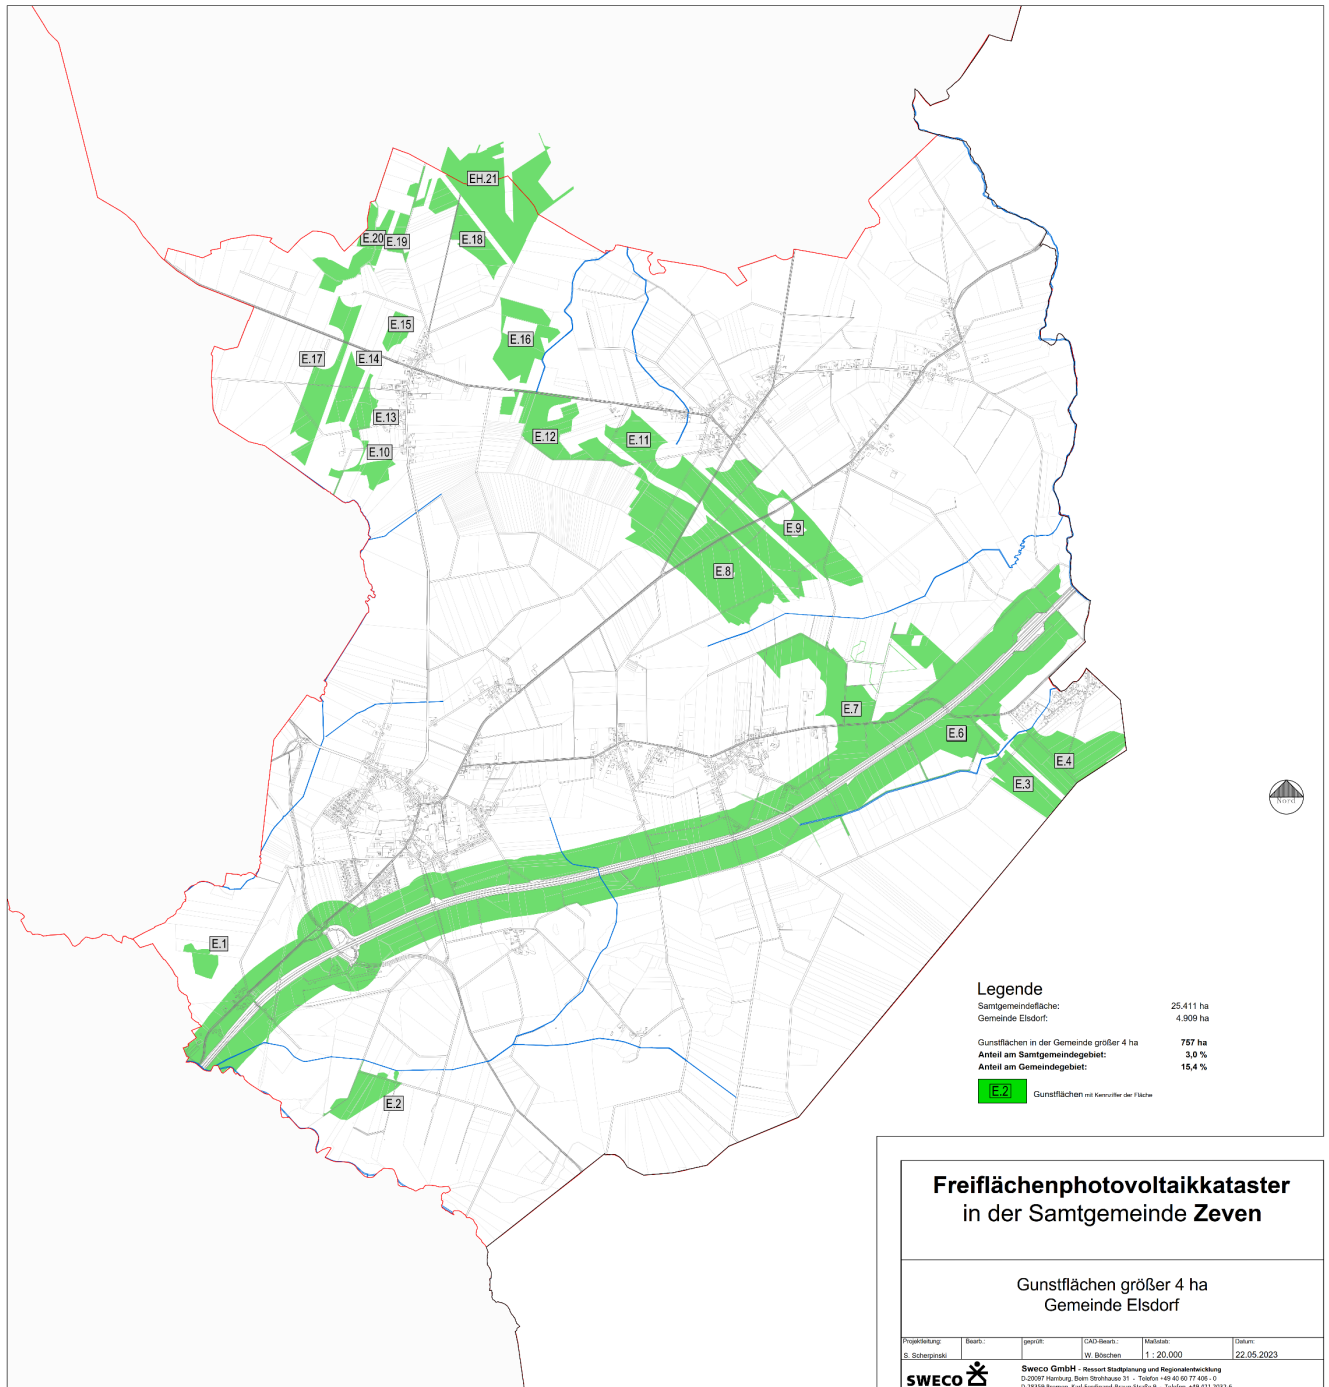 EH.21
E.20
E.19
E.18
E.15
E.16
E.17
E.14
E.13
E.10
E.12
E.11
E.9
E.8
E.7
E.6
E.4
E.3
Nord
E.1
E.2
Legende
Samtgemeindefläche: 25.411 ha
Gemeinde Elsdorf: 4.909 ha
Gunstflächen in der Gemeinde größer 4 ha 757 ha
Anteil am Samtgemeindegebiet: 3,0 %
Anteil am Gemeindegebiet: 15,4 %
E.2 Gunstflächen mit Kennziffer der Fläche
Freiflächenphotovoltaikkataster
in der Samtgemeinde Zeven
Gunstflächen größer 4 ha
Gemeinde Elsdorf
Projektleitung: Bearb.: geprüft: CAD-Bearb.: Maßstab: Datum:
S. Scherpinski W. Böschen 1 : 20.000 22.05.2023
SWECO
Sweco GmbH - Ressort Stadtplanung und Regionalentwicklung
D-20097 Hamburg, Beim Strohhause 31 - Telefon +49 40 60 77 406 - 0